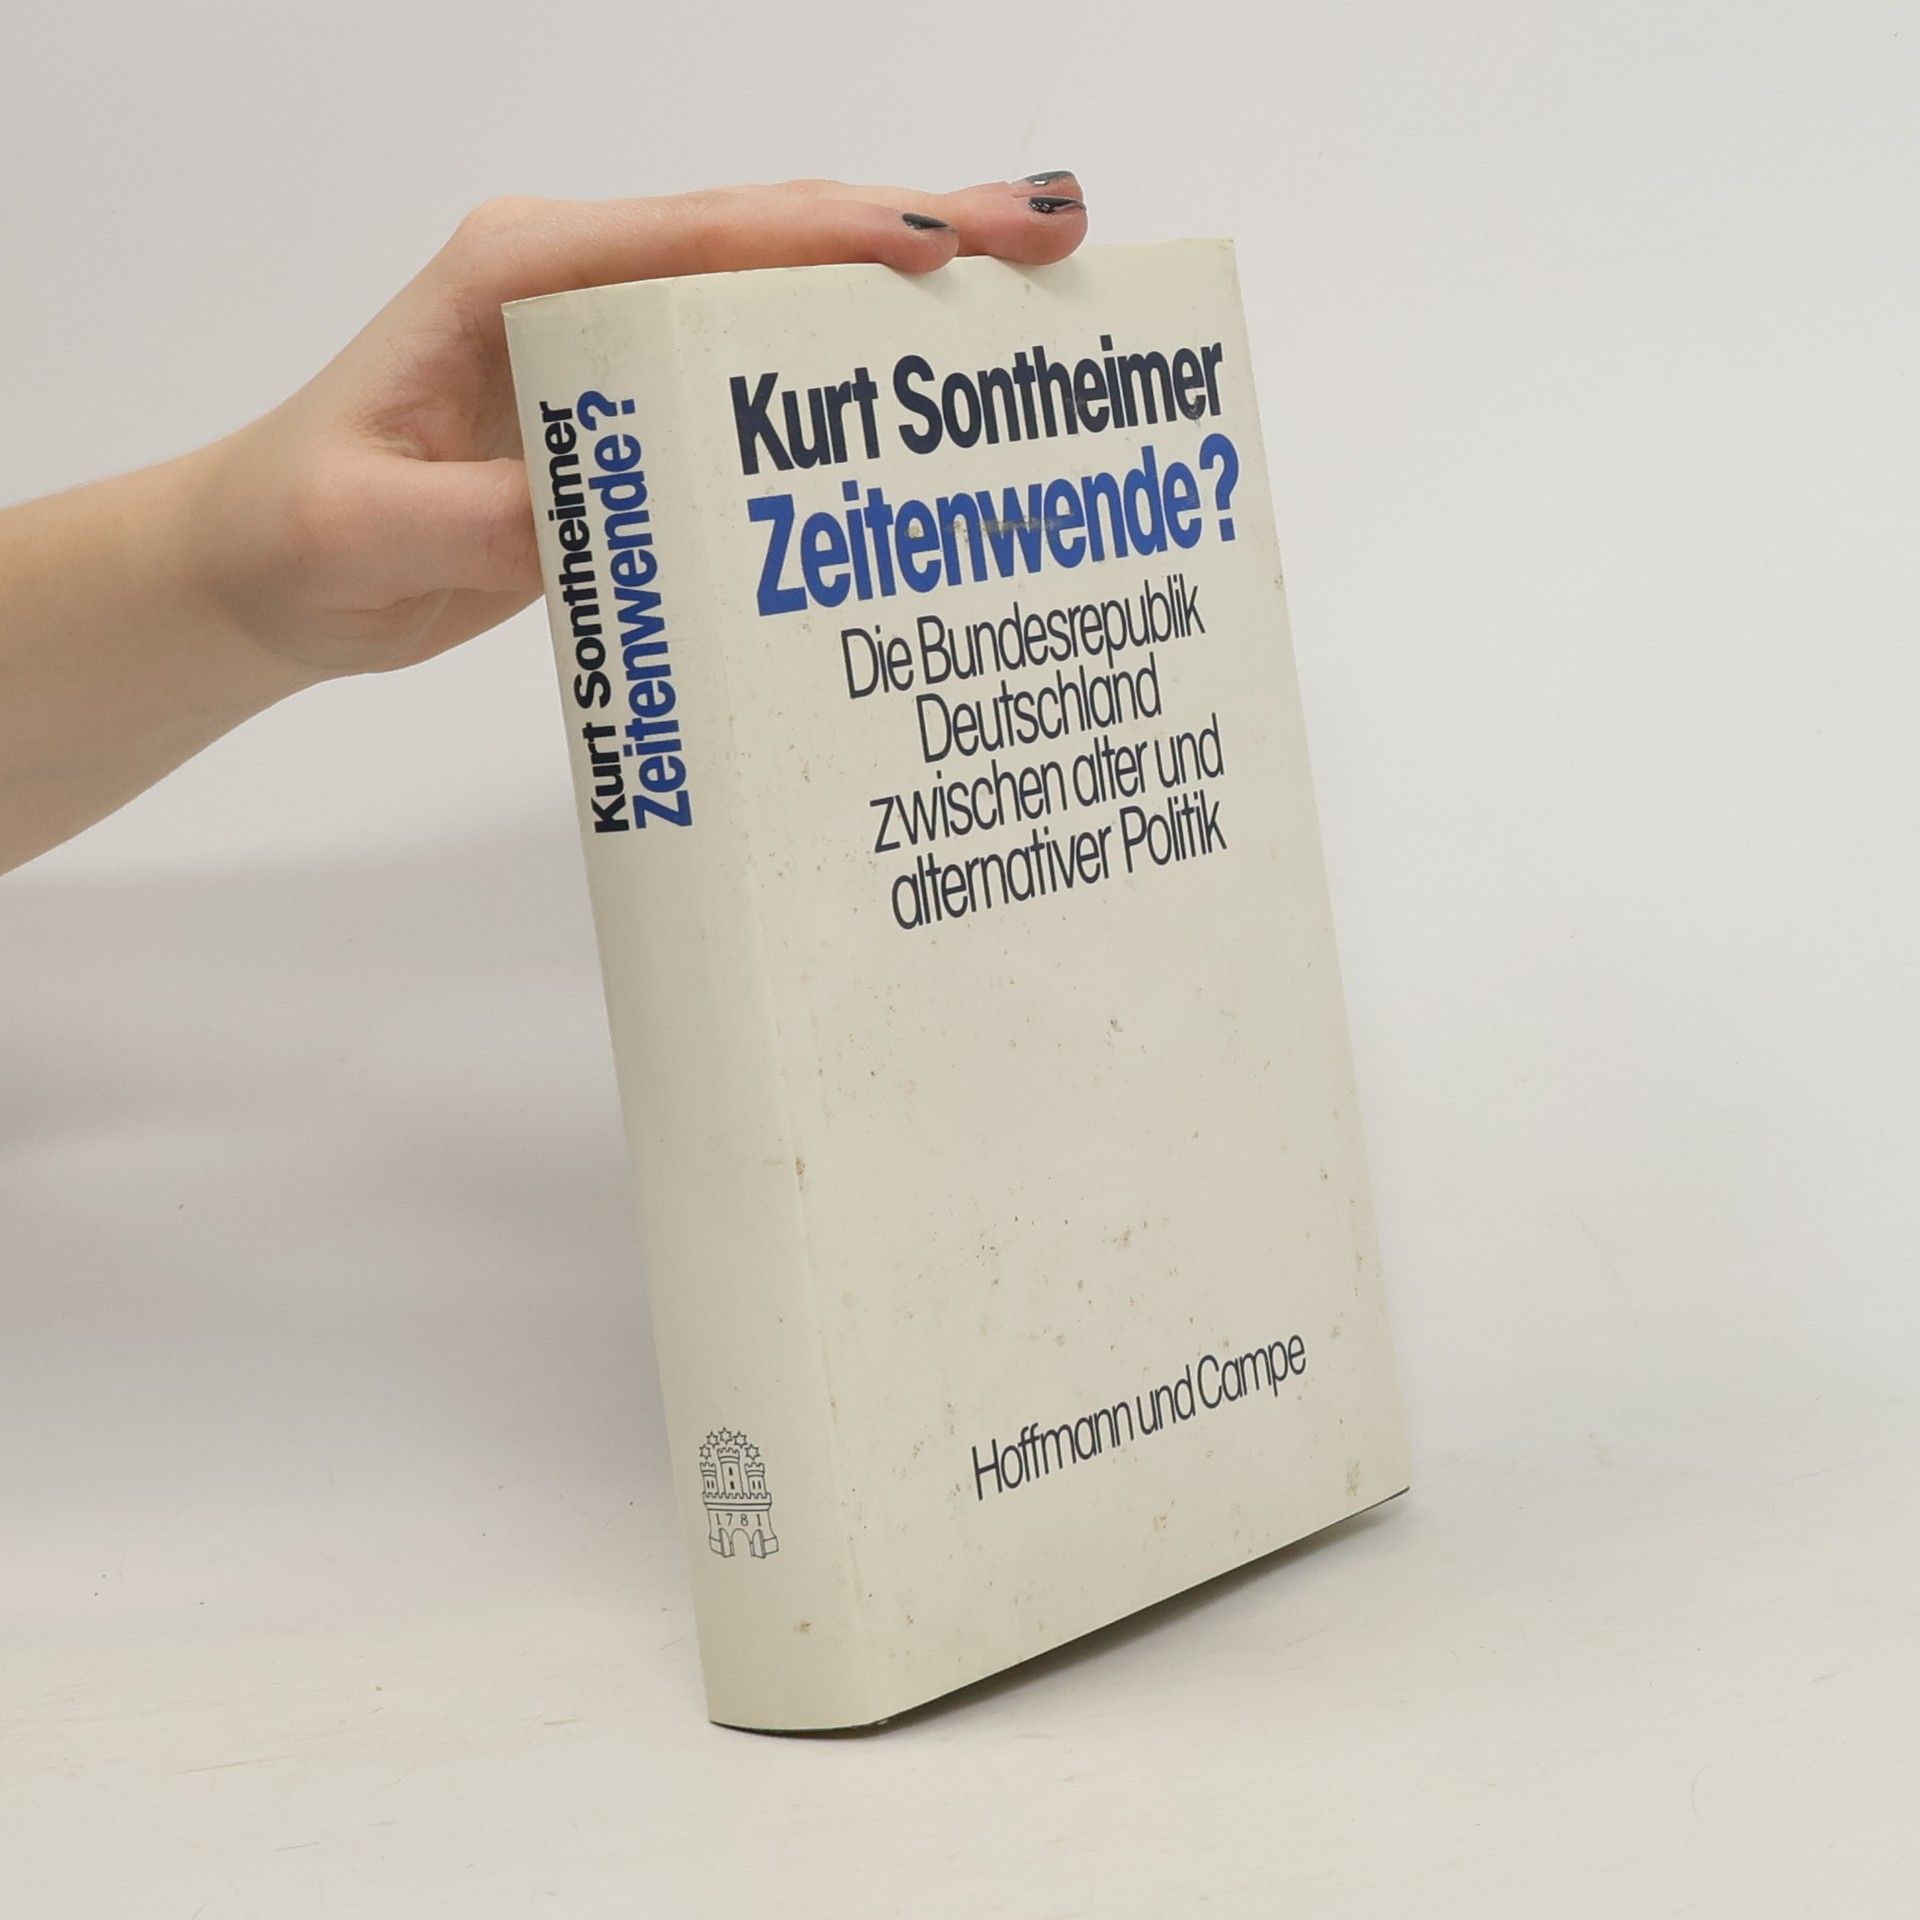 Kurt Sontheimer
Zeitenwende?
Kurt Sontheimer
Zeitenwende?
Die Bundesrepublik
Deutschland
zwischen alter und
alternativer Politik
Hoffmann und Campe
1781